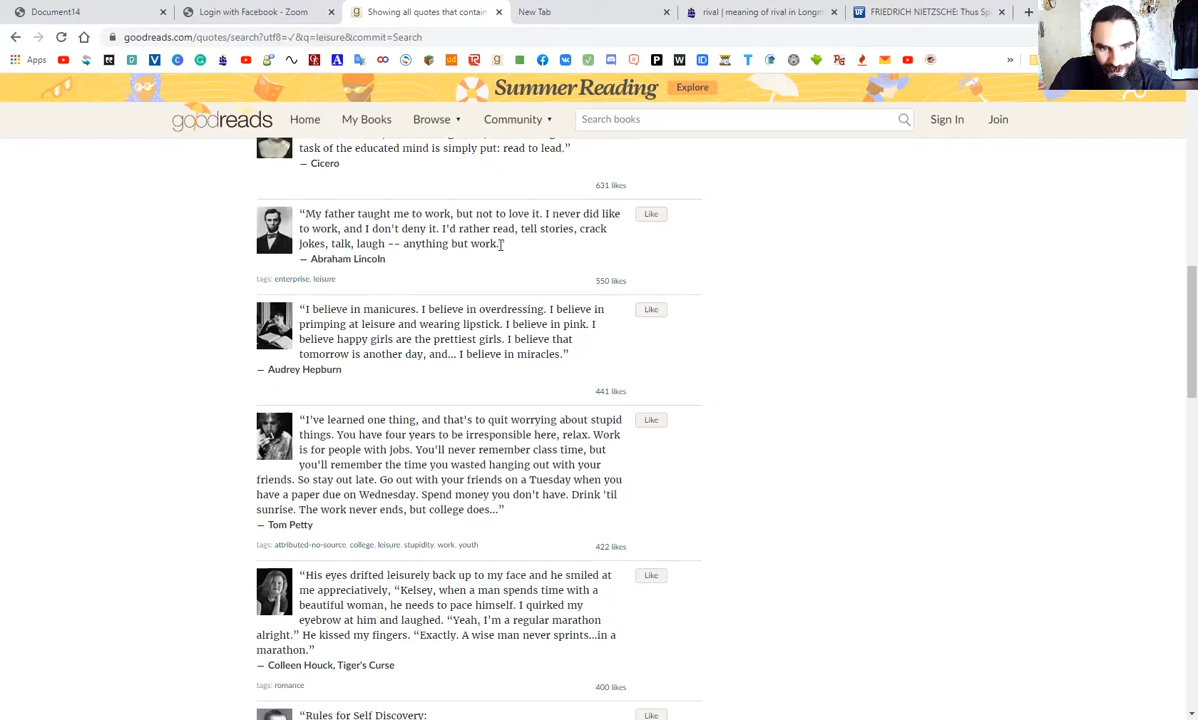 Document14
Login with Facebook - Zoom
Showing all quotes that contain
New Tab
rival | meaning of rival in Longm
FRIEDRICH NIETZSCHE: Thus Sp
goodreads.com/quotes/search?utf8=✓&q=leisure&commit=Search
Apps
SummerReading
Explore
goodreads
Home
My Books
Browse
Community
Search books
Sign In
Join
task of the educated mind is simply put: read to lead.”
— Cicero
631 likes
“My father taught me to work, but not to love it. I never did like
Like
to work, and I don't deny it. I'd rather read, tell stories, crack
jokes, talk, laugh -- anything but work.”
— Abraham Lincoln
tags: enterprise, leisure
550 likes
“I believe in manicures. I believe in overdressing. I believe in
Like
primping at leisure and wearing lipstick. I believe in pink. I
believe happy girls are the prettiest girls. I believe that
tomorrow is another day, and... I believe in miracles.”
— Audrey Hepburn
441 likes
“I've learned one thing, and that's to quit worrying about stupid
Like
things. You have four years to be irresponsible here, relax. Work
is for people with jobs. You'll never remember class time, but
you'll remember the time you wasted hanging out with your
friends. So stay out late. Go out with your friends on a Tuesday when you
have a paper due on Wednesday. Spend money you don't have. Drink 'til
sunrise. The work never ends, but college does...”
— Tom Petty
tags: attributed-no-source, college, leisure, stupidity, work, youth
422 likes
“His eyes drifted leisurely back up to my face and he smiled at
Like
me appreciatively, “Kelsey, when a man spends time with a
beautiful woman, he needs to pace himself. I quirked my
eyebrow at him and laughed. “Yeah, I’m a regular marathon
alright.” He kissed my fingers. “Exactly. A wise man never sprints...in a
marathon.”
— Colleen Houck, Tiger's Curse
tags: romance
400 likes
“Rules for Self Discovery:
Like